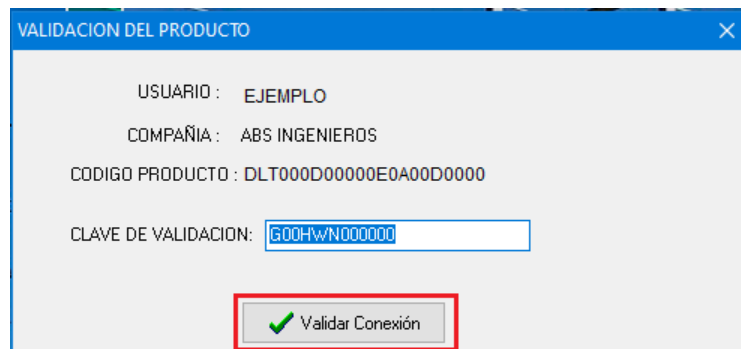 VALIDACION DEL PRODUCTO
USUARIO : EJEMPLO
COMPAÑIA : ABS INGENIEROS
CODIGO PRODUCTO : DLT000D00000E0A00D0000
CLAVE DE VALIDACION: G00HWN000000
Validar Conexión